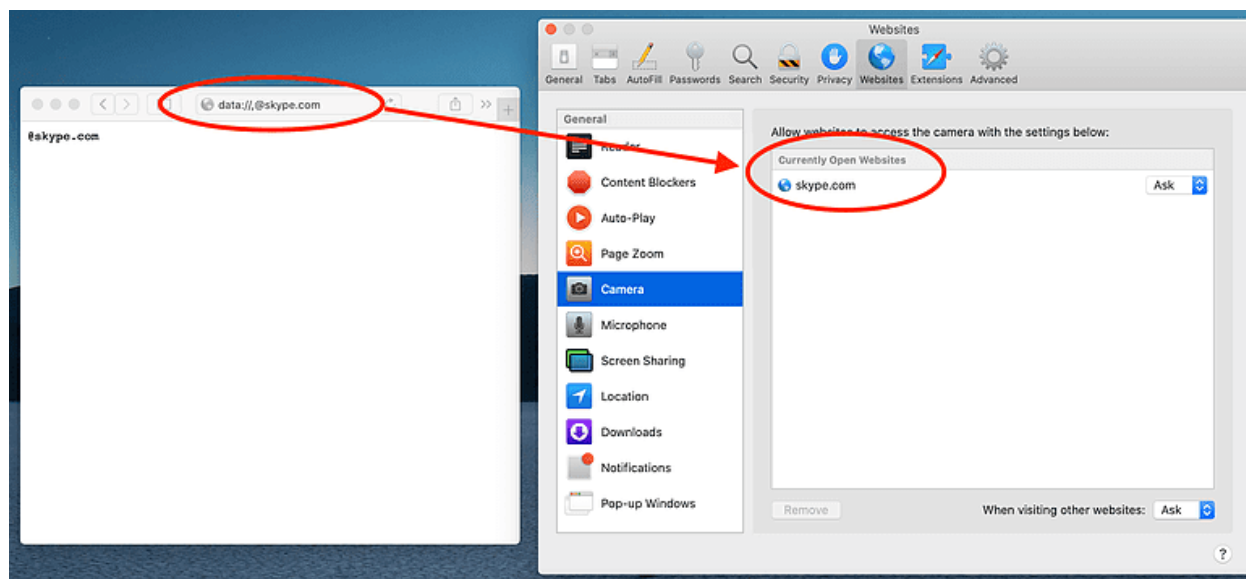 data://,@skype.com
@skype.com
Websites
General Tabs AutoFill Passwords Search Security Privacy Websites Extensions Advanced
General
Reader
Content Blockers
Auto-Play
Page Zoom
Camera
Microphone
Screen Sharing
Location
Downloads
Notifications
Pop-up Windows
Allow websites to access the camera with the settings below:
Currently Open Websites
skype.com Ask
Remove
When visiting other websites: Ask
?